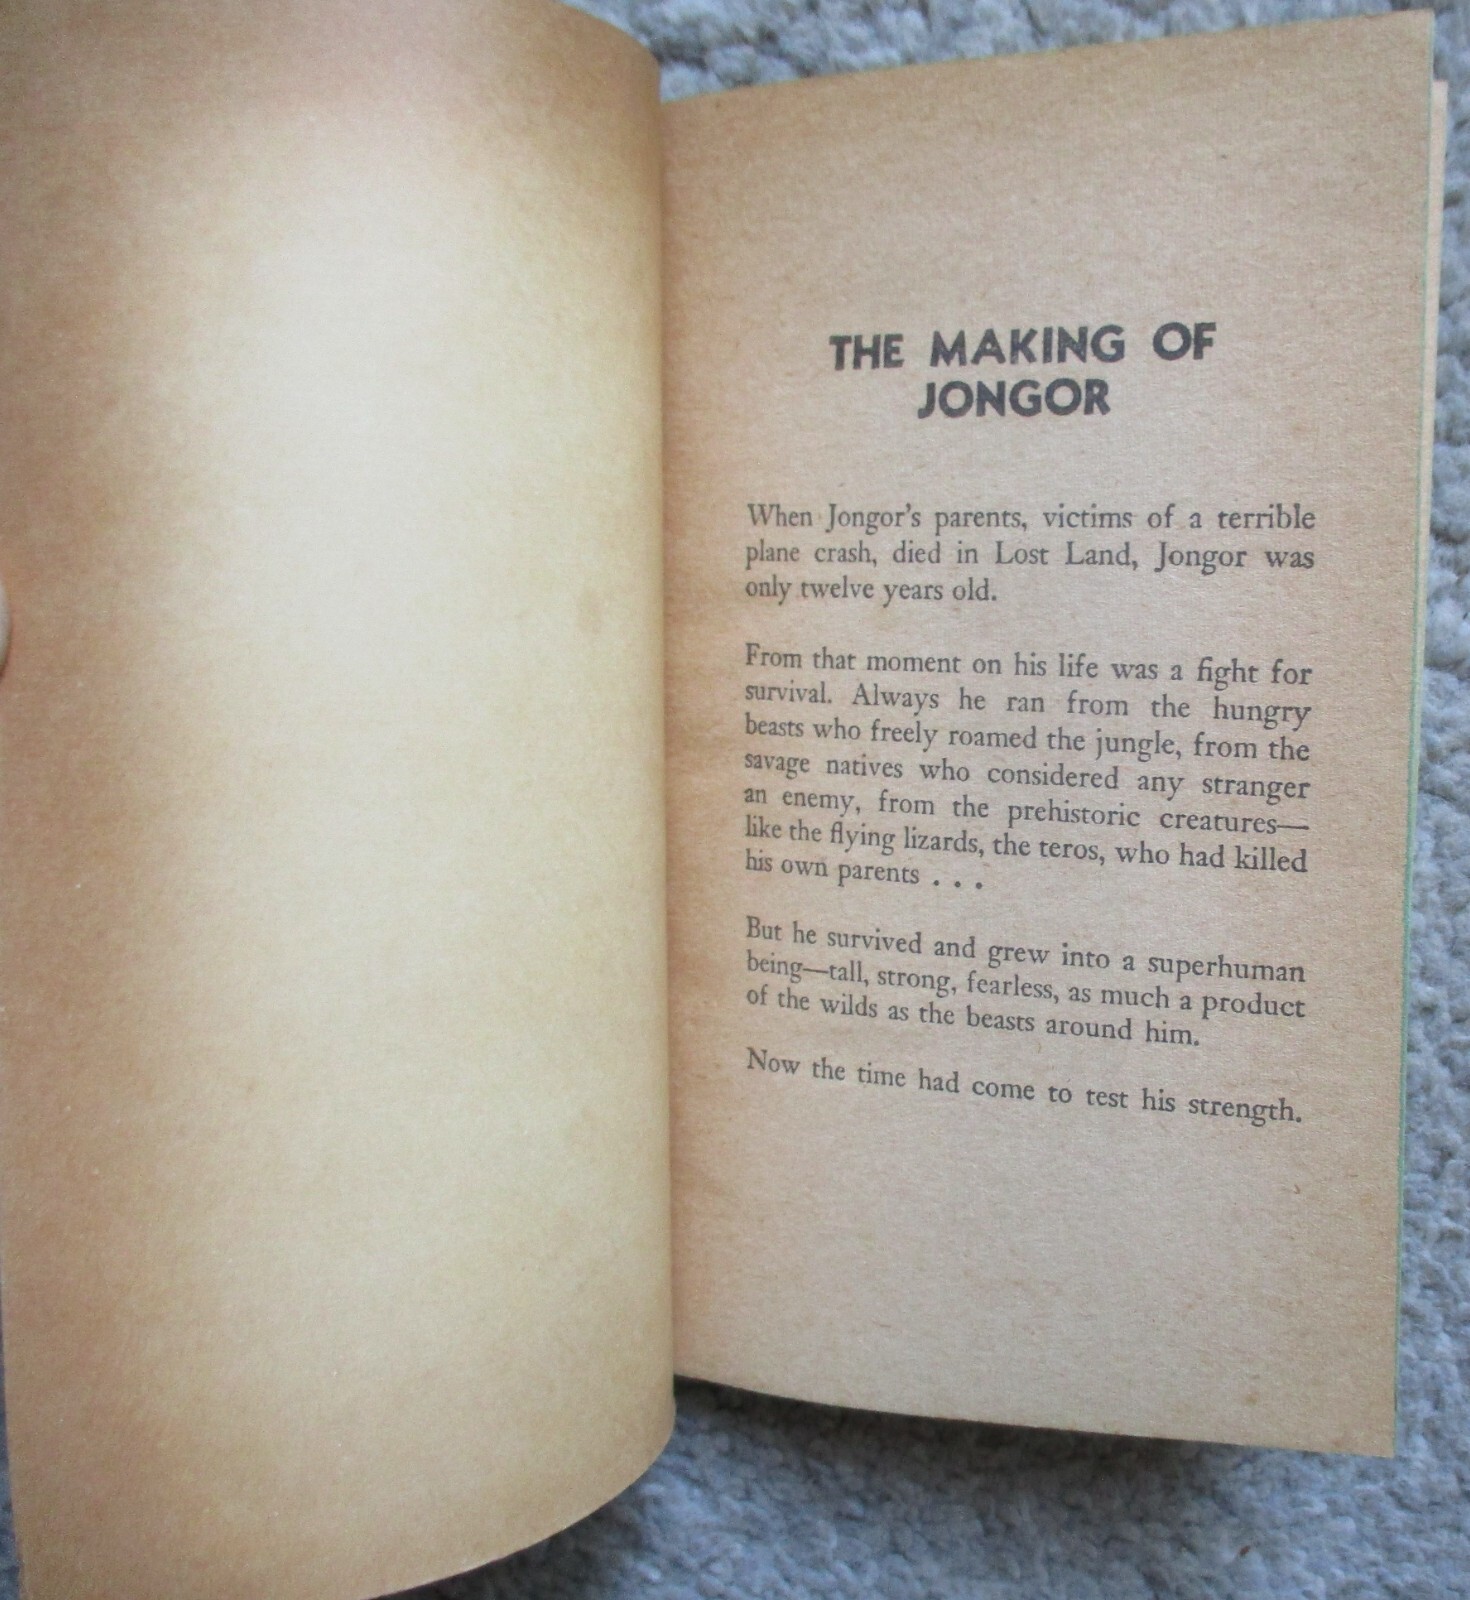 THE MAKING OF
JONGOR
When Jongor's parents, victims of a terrible
plane crash, died in Lost Land, Jongor was
only twelve years old.
From that moment on his life was a fight for
survival. Always he ran from the hungry
beasts who freely roamed the jungle, from the
savage natives who considered any stranger
an enemy, from the prehistoric creatures—
like the flying lizards, the teros, who had killed
his own parents . . .
But he survived and grew into a superhuman
being—tall, strong, fearless, as much a product
of the wilds as the beasts around him.
Now the time had come to test his strength.